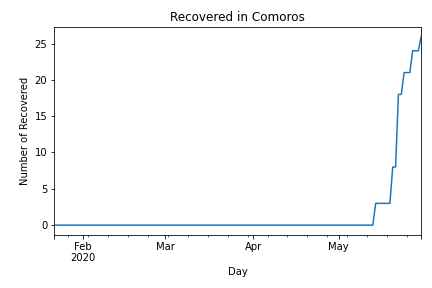 Recovered in Comoros
Number of Recovered
25
20
15
10
5
0
Feb
2020
Mar
Apr
May
Day